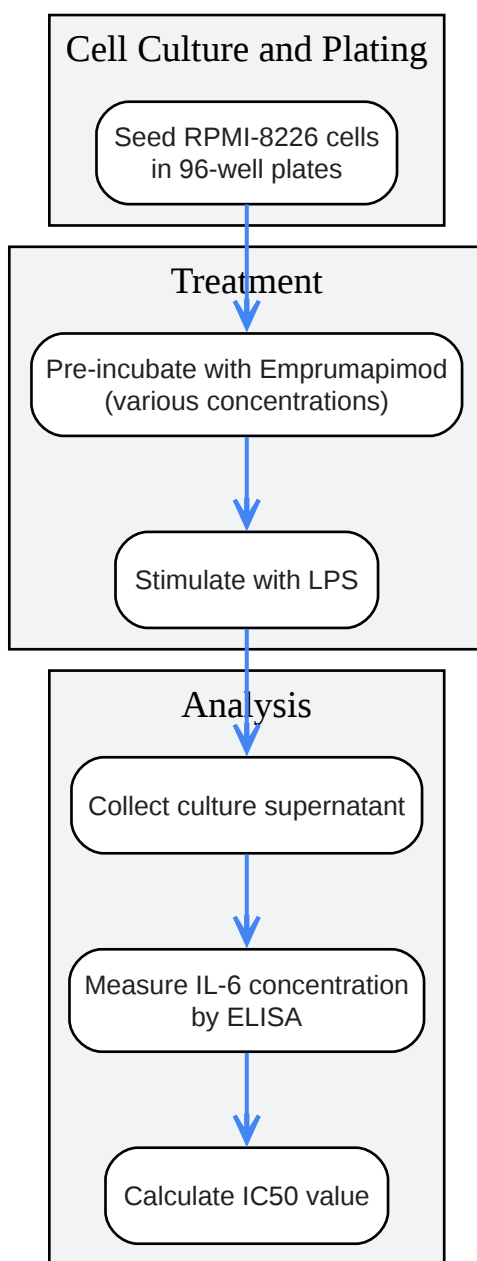 Cell Culture and Plating
Seed RPMI-8226 cells
in 96-well plates
Treatment
Pre-incubate with Emprumapimod
(various concentrations)
Stimulate with LPS
Analysis
Collect culture supernatant
Measure IL-6 concentration
by ELISA
Calculate IC50 value